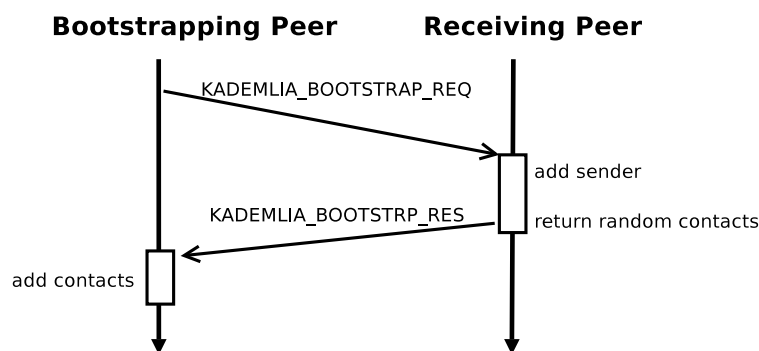 Bootstrapping Peer
Receiving Peer
KADEMLIA_BOOTSTRAP_REQ
add sender
KADEMLIA_BOOTSTRP_RES
return random contacts
add contacts